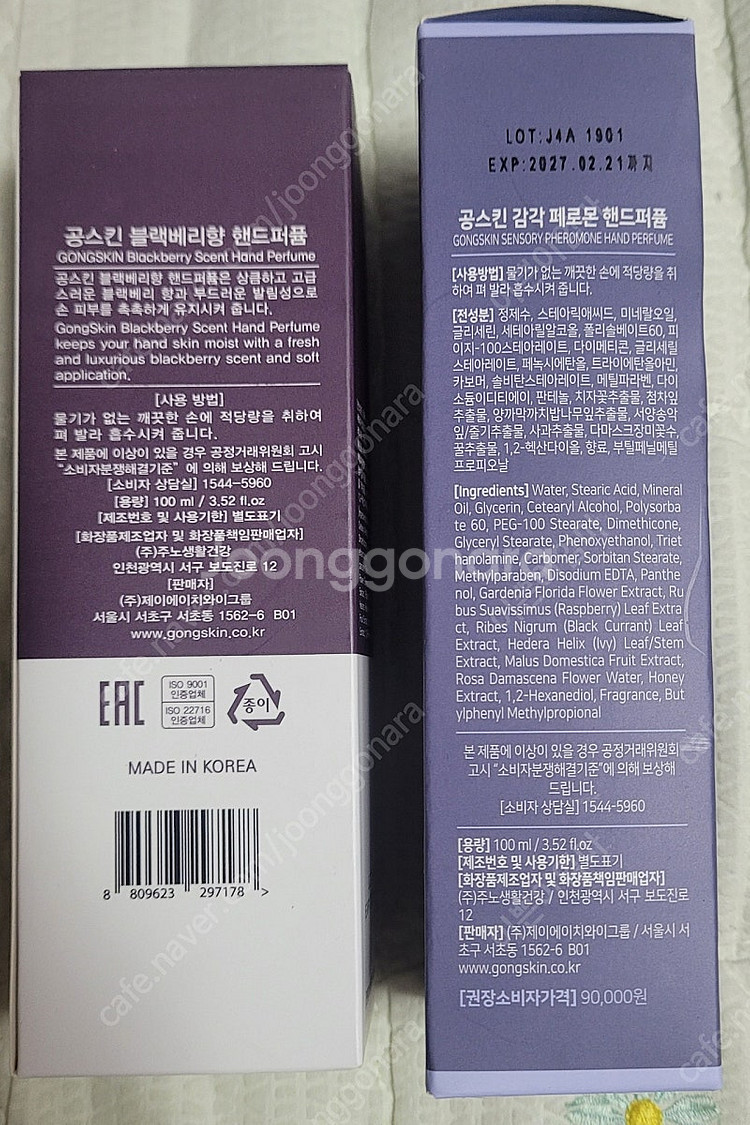 공스킨 블랙베리향 핸드퍼퓸
GONGSKIN Blackberry Scent Hand Perfume
공스킨 블랙베리향 핸드퍼퓸은 상큼하고 고급
스러운 블랙베리 향과 부드러운 발림성으로
손 피부를 촉촉하게 유지시켜 줍니다.
GongSkin Blackberry Scent Hand Perfume
keeps your hand skin moist with a fresh
and luxurious blackberry scent and soft
application.
[사용 방법]
물기가 없는 깨끗한 손에 적당량을 취하여
펴 발라 흡수시켜 줍니다.
본 제품에 이상이 있을 경우 공정거래위원회 고시
"소비자분쟁해결기준" 에 의해 보상해 드립니다.
[소비자 상담실] 1544-5960
[용량] 100 ml / 3.52 fl.oz
[제조번호 및 사용기한] 별도표기
[화장품제조업자 및 화장품책임판매업자]
(주)주노생활건강
인천광역시 서구 보도진로 12
[판매자]
(주)제이에이치와이그룹
서울시 서초구 서초동 1562-6 B01
www.gongskin.co.kr
EAC
ISO 9001
인증업체
ISO 22716
인증업체
종이
MADE IN KOREA
8 809623 297178 >
LOT:J4A 1901
EXP:2027.02.21까지
공스킨 감각 페로몬 핸드퍼퓸
GONGSKIN SENSORY PHEROMONE HAND PERFUME
[사용방법] 물기가 없는 깨끗한 손에 적당량을 취
하여 펴 발라 흡수시켜 줍니다.
[전성분] 정제수, 스테아릭애씨드, 미네랄오일,
글리세린, 세테아릴알코올, 폴리솔베이트60, 피
이지-100스테아레이트, 다이메티콘, 글리세릴
스테아레이트, 페녹시에탄올, 트라이에탄올아민,
카보머, 솔비탄스테아레이트, 메틸파라벤, 다이
소듐이디티에이, 판테놀, 치자꽃추출물, 첨차잎
추출물, 양까막까치밥나무잎추출물, 서양송악
잎/줄기추출물, 사과추출물, 다마스크장미꽃수,
꿀추출물, 1,2-헥산다이올, 향료, 부틸페닐메틸
프로피오날
[Ingredients] Water, Stearic Acid, Mineral
Oil, Glycerin, Cetearyl Alcohol, Polysorba
te 60, PEG-100 Stearate, Dimethicone,
Glyceryl Stearate, Phenoxyethanol, Triet
hanolamine, Carbomer, Sorbitan Stearate,
Methylparaben, Disodium EDTA, Panthe
nol, Gardenia Florida Flower Extract, Ru
bus Suavissimus (Raspberry) Leaf Extra
ct, Ribes Nigrum (Black Currant) Leaf
Extract, Hedera Helix (Ivy) Leaf/Stem
Extract, Malus Domestica Fruit Extract,
Rosa Damascena Flower Water, Honey
Extract, 1,2-Hexanediol, Fragrance, But
ylphenyl Methylpropional
본 제품에 이상이 있을 경우 공정거래위원회
고시 "소비자분쟁해결기준"에 의해 보상해
드립니다.
[소비자 상담실] 1544-5960
[용량] 100 ml / 3.52 fl.oz
[제조번호 및 사용기한] 별도표기
[화장품제조업자 및 화장품책임판매업자]
(주)주노생활건강 / 인천광역시 서구 보도진로
12
[판매자] (주)제이에이치와이그룹 / 서울시 서
초구 서초동 1562-6 B01
www.gongskin.co.kr
[권장소비자가격] 90,000원
joonggonara
cafe.naver.com/joonggonara